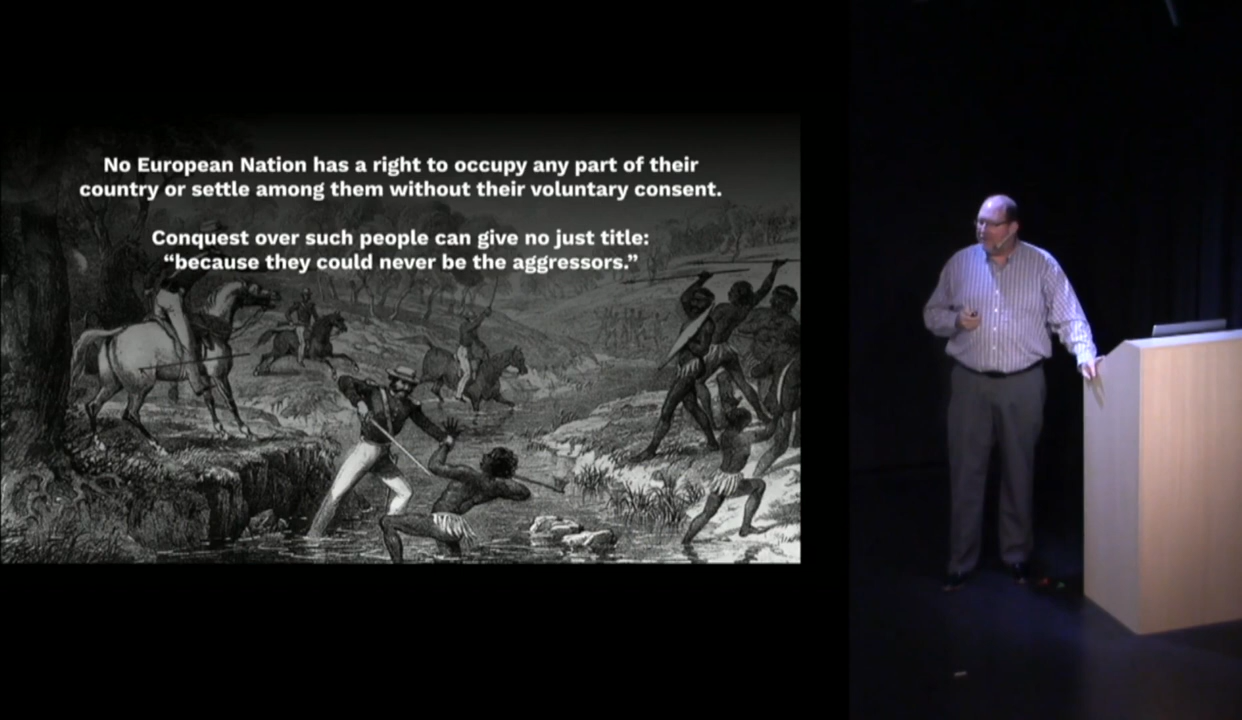 No European Nation has a right to occupy any part of their
country or settle among them without their voluntary consent.
Conquest over such people can give no just title:
“because they could never be the aggressors.”